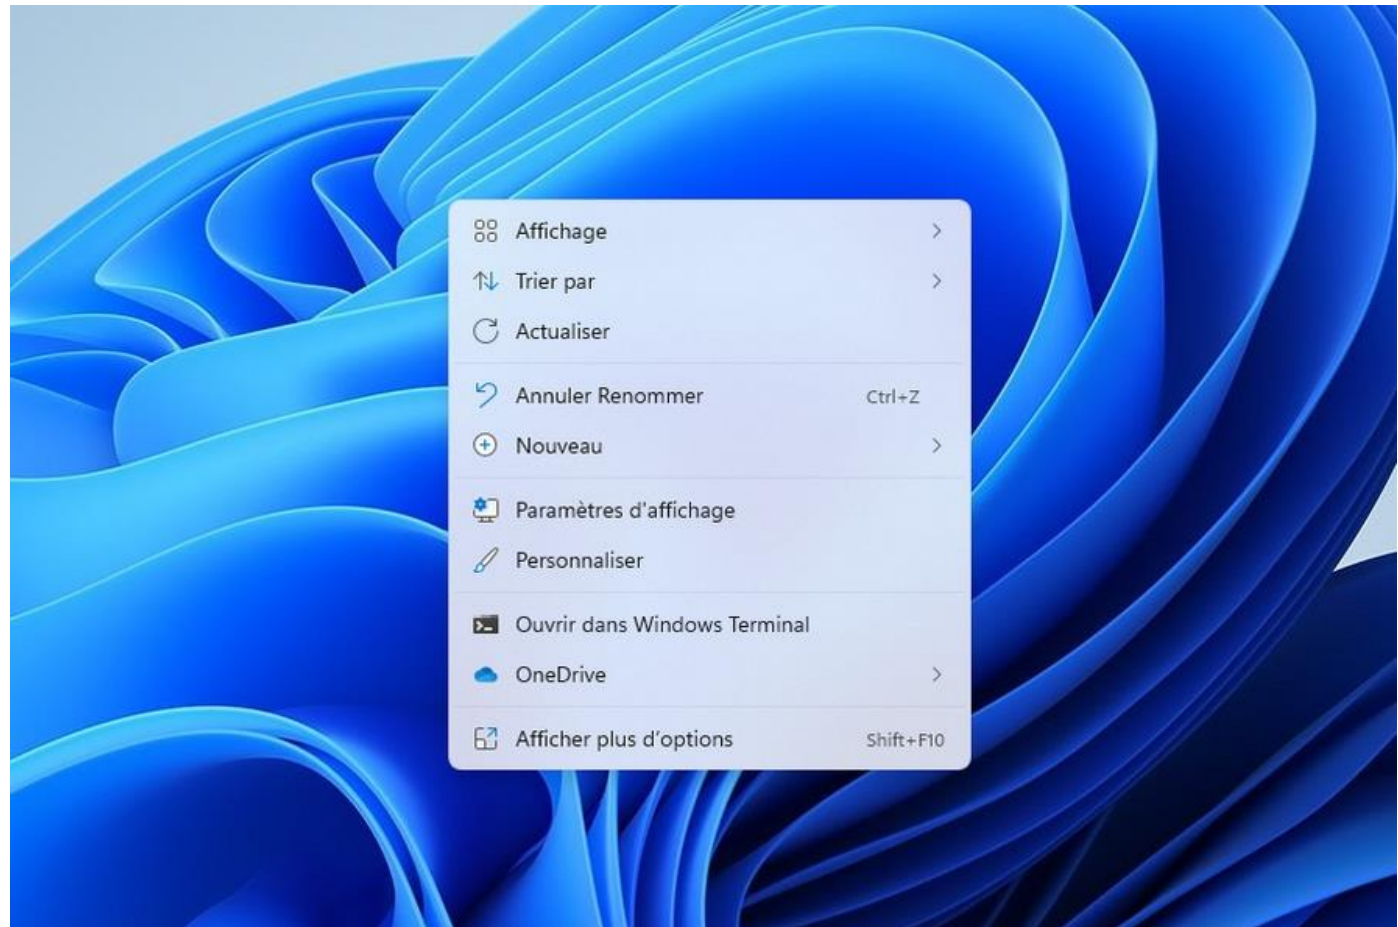 Affichage
Trier par
Actualiser
Annuler Renommer Ctrl+Z
Nouveau
Paramètres d'affichage
Personnaliser
Ouvrir dans Windows Terminal
OneDrive
Afficher plus d’options Shift+F10